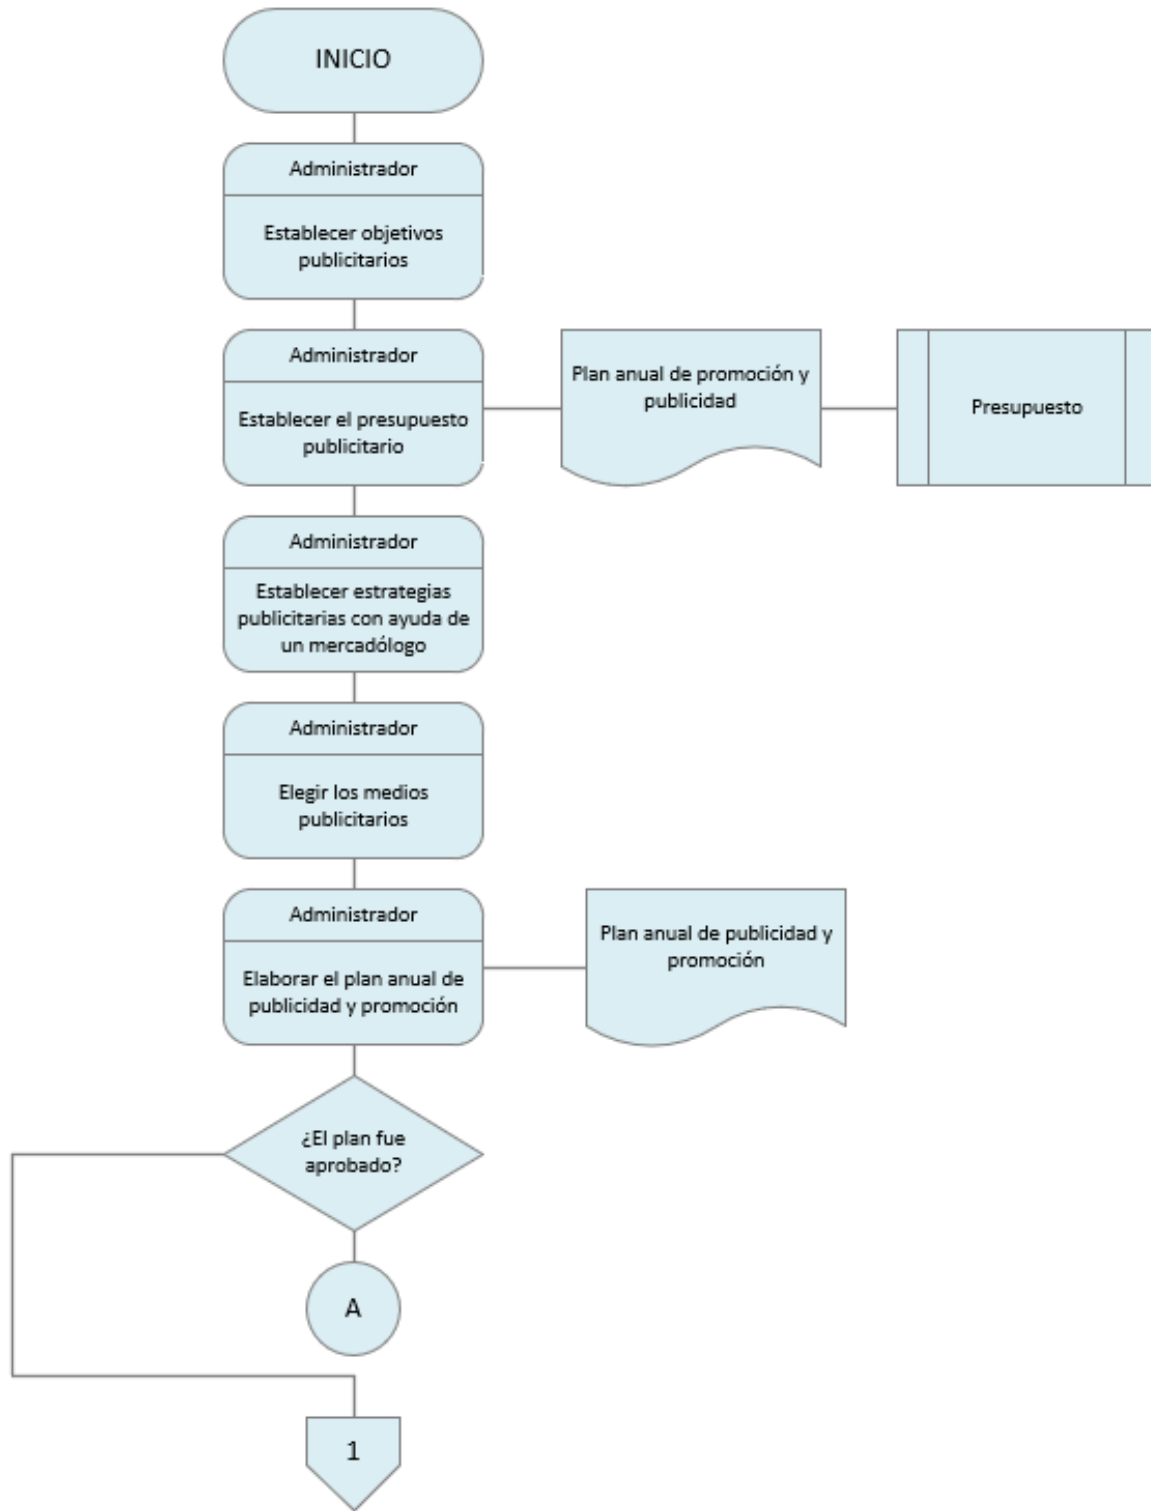 INICIO
Administrador
Establecer objetivos
publicitarios
Administrador
Establecer el presupuesto
publicitario
Plan anual de promoción y
publicidad
Presupuesto
Administrador
Establecer estrategias
publicitarias con ayuda de
un mercadólogo
Administrador
Elegir los medios
publicitarios
Administrador
Elaborar el plan anual de
publicidad y promoción
Plan anual de publicidad y
promoción
¿El plan fue
aprobado?
A
1